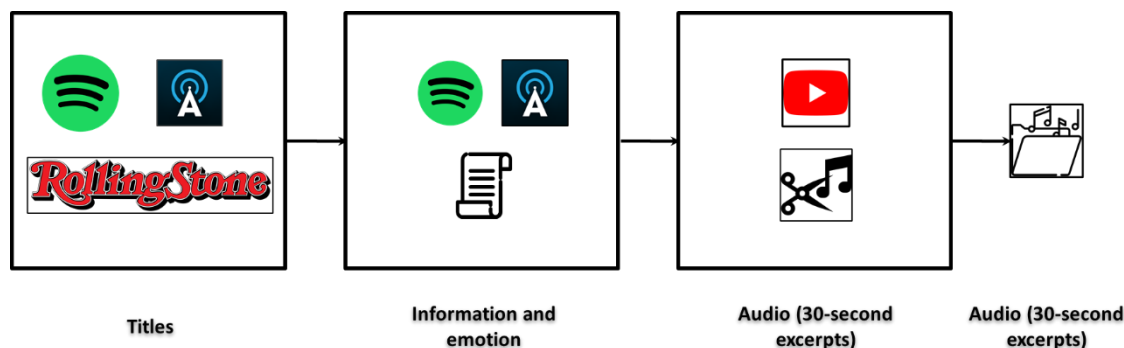 A
A
RollingStone
Titles
Information and
emotion
Audio (30-second
excerpts)
Audio (30-second
excerpts)